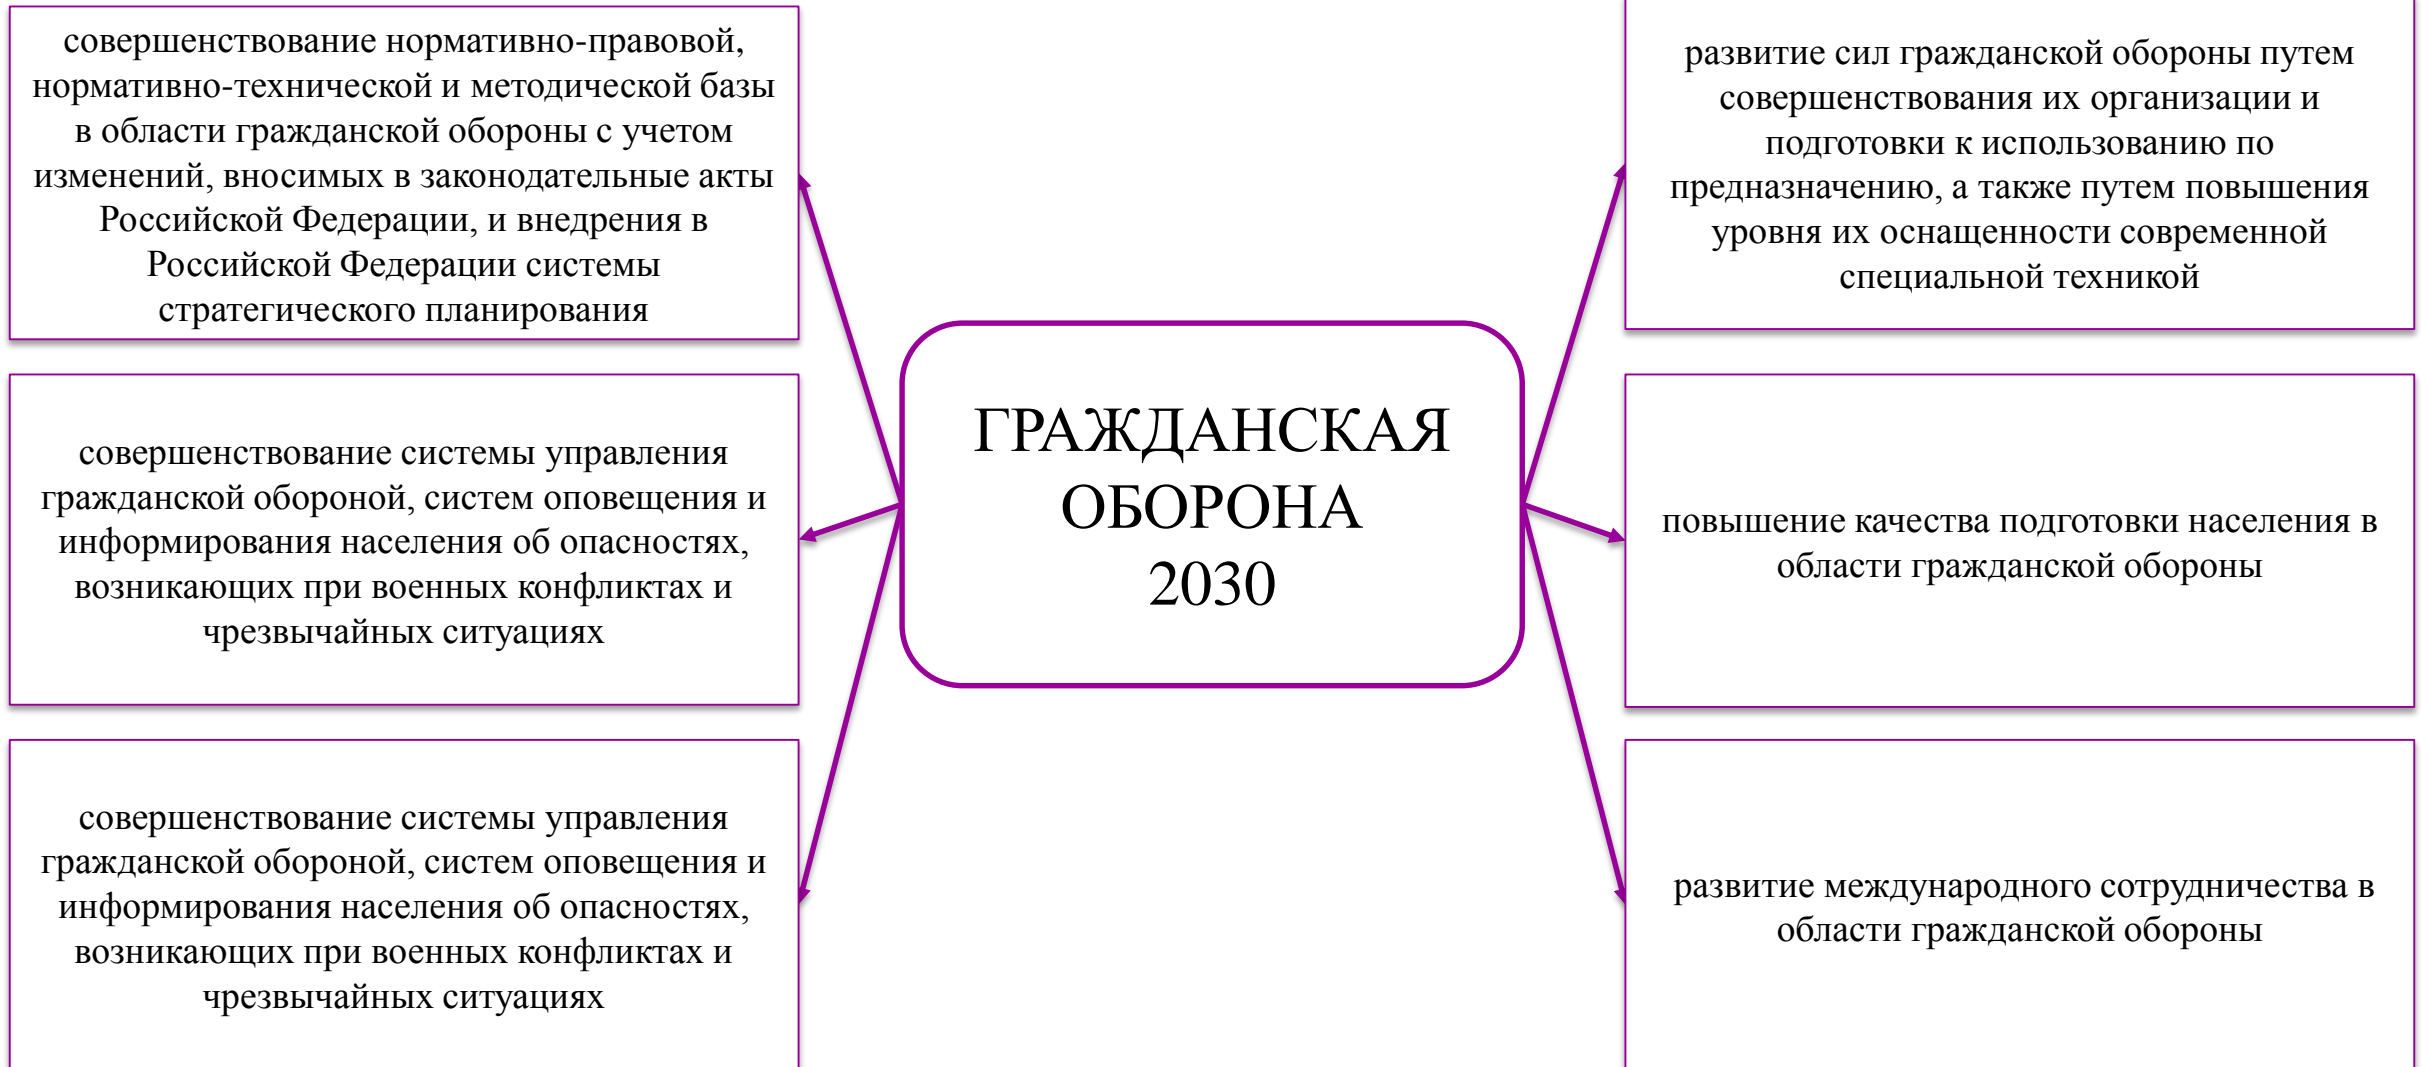 совершенствование нормативно-правовой,
нормативно-технической и методической базы
в области гражданской обороны с учетом
изменений, вносимых в законодательные акты
Российской Федерации, и внедрения в
Российской Федерации системы
стратегического планирования
совершенствование системы управления
гражданской обороной, систем оповещения и
информирования населения об опасностях,
возникающих при военных конфликтах и
чрезвычайных ситуациях
совершенствование системы управления
гражданской обороной, систем оповещения и
информирования населения об опасностях,
возникающих при военных конфликтах и
чрезвычайных ситуациях
ГРАЖДАНСКАЯ
ОБОРОНА
2030
развитие сил гражданской обороны путем
совершенствования их организации и
подготовки к использованию по
предназначению, а также путем повышения
уровня их оснащенности современной
специальной техникой
повышение качества подготовки населения в
области гражданской обороны
развитие международного сотрудничества в
области гражданской обороны